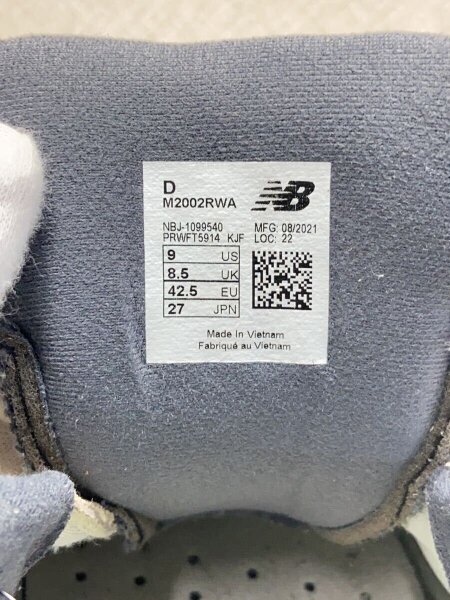 D
M2002RWA
NB
NBJ-1099540 MFG: 08/2021
PRWFT5914 KJF LOC: 22
9 US
8.5 UK
42.5 EU
27 JPN
Made In Vietnam
Fabriqué au Vietnam